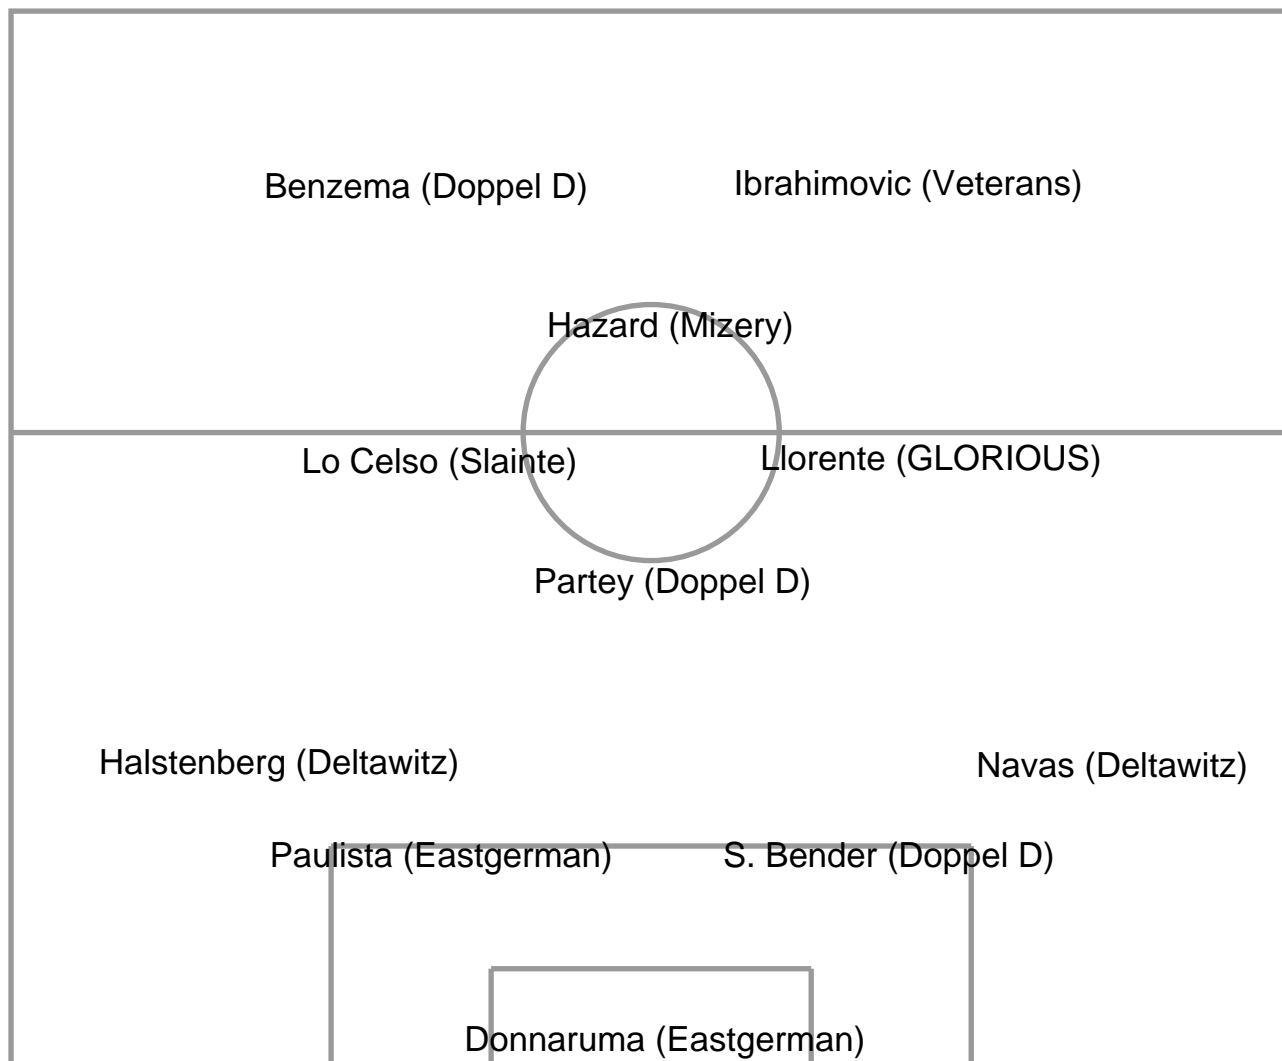 Benzema (Doppel D)
Ibrahimovic (Veterans)
Hazard (Mizery)
Lo Celso (Slainte)
Llorente (GLORIOUS)
Partey (Doppel D)
Halstenberg (Deltawitz)
Navas (Deltawitz)
Paulista (Eastgerman)
S. Bender (Doppel D)
Donnaruma (Eastgerman)